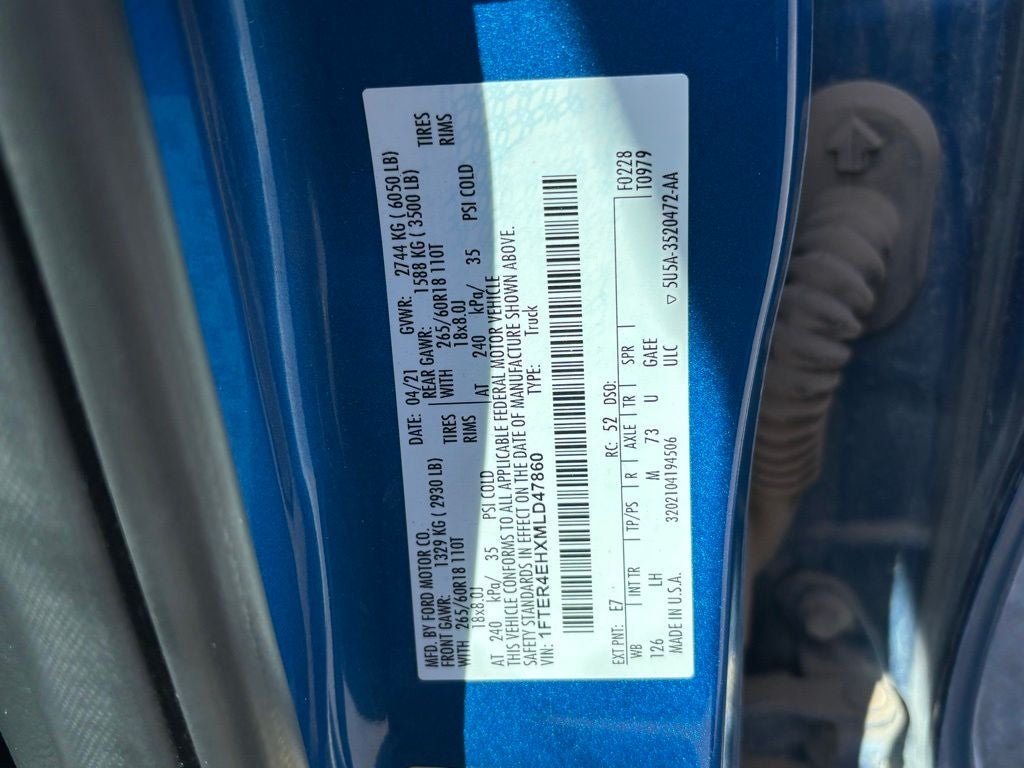 MFD. BY FORD MOTOR CO.
DATE: 04/21 GVWR: 2744 KG ( 6050 LB)
FRONT GAWR: 1329 KG ( 2930 LB)
REAR GAWR: 1588 KG ( 3500 LB)
WITH 265/60R18 110T TIRES
WITH 265/60R18 110T TIRES
18x8.0J RIMS
18x8.0J RIMS
AT 240 kPa/ 35 PSI COLD
AT 240 kPa/ 35 PSI COLD
THIS VEHICLE CONFORMS TO ALL APPLICABLE FEDERAL MOTOR VEHICLE
SAFETY STANDARDS IN EFFECT ON THE DATE OF MANUFACTURE SHOWN ABOVE.
VIN: 1FTER4EHXMLD47860
TYPE: Truck
EXT PNT: E7 RC: 52 DSO: F0228
WB INT TR TP/PS R AXLE TR SPR T0979
126 LH M 73 U GAEE
MADE IN U.S.A. 3202104194506 ULC ▽ 5U5A-3520472-AA